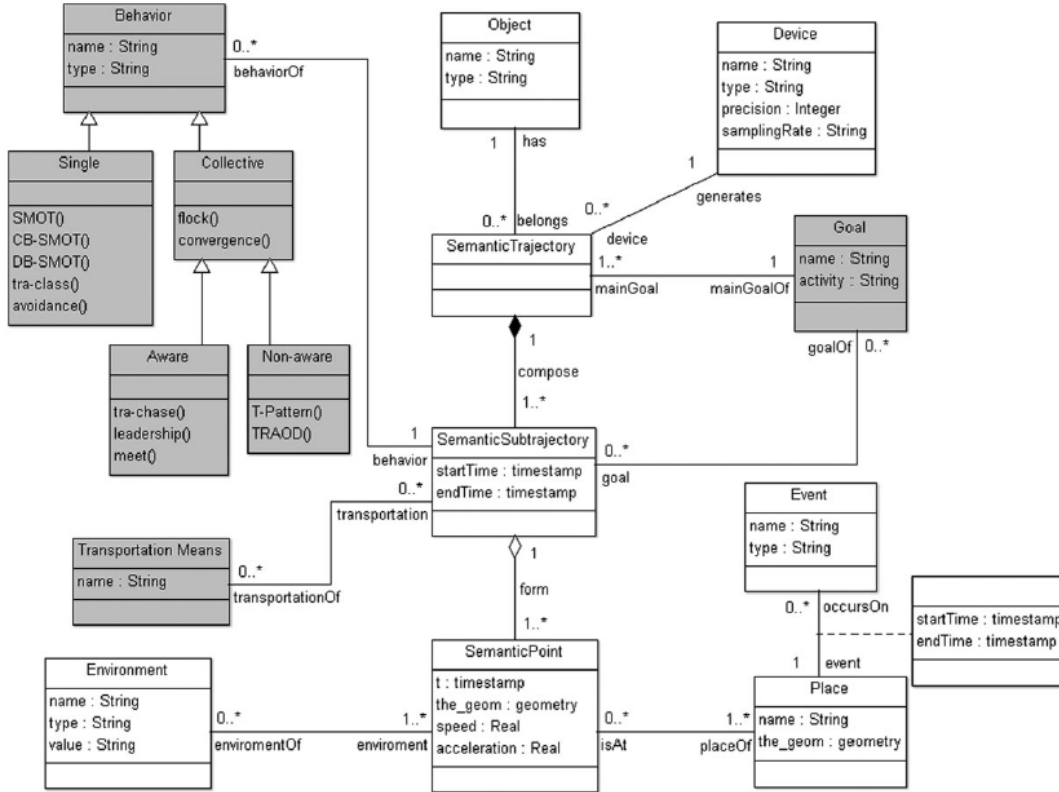 Behavior
name : String
type : String
0..*
behaviorOf
Object
name : String
type : String
Device
name : String
type : String
precision : Integer
samplingRate : String
1
has
1
generates
Single
SMOT()
CB-SMOT()
DB-SMOT()
tra-class()
avoidance()
Collective
flock()
convergence()
0..*
belongs
0..*
device
SemanticTrajectory
1..*
mainGoal
1
mainGoalOf
Goal
name : String
activity : String
goalOf
0..*
1
compose
1..*
Aware
tra-chase()
leadership()
meet()
Non-aware
T-Pattern()
TRAOD()
1
behavior
SemanticSubtrajectory
startTime : timestamp
endTime : timestamp
0..*
goal
0..*
transportation
Transportation Means
name : String
0..*
transportationOf
1
form
1..*
Event
name : String
type : String
0..*
occursOn
startTime : timestamp
endTime : timestamp
1
event
Environment
name : String
type : String
value : String
0..*
enviromentOf
1..*
enviroment
SemanticPoint
t : timestamp
the_geom : geometry
speed : Real
acceleration : Real
0..*
isAt
1..*
placeOf
Place
name : String
the_geom : geometry